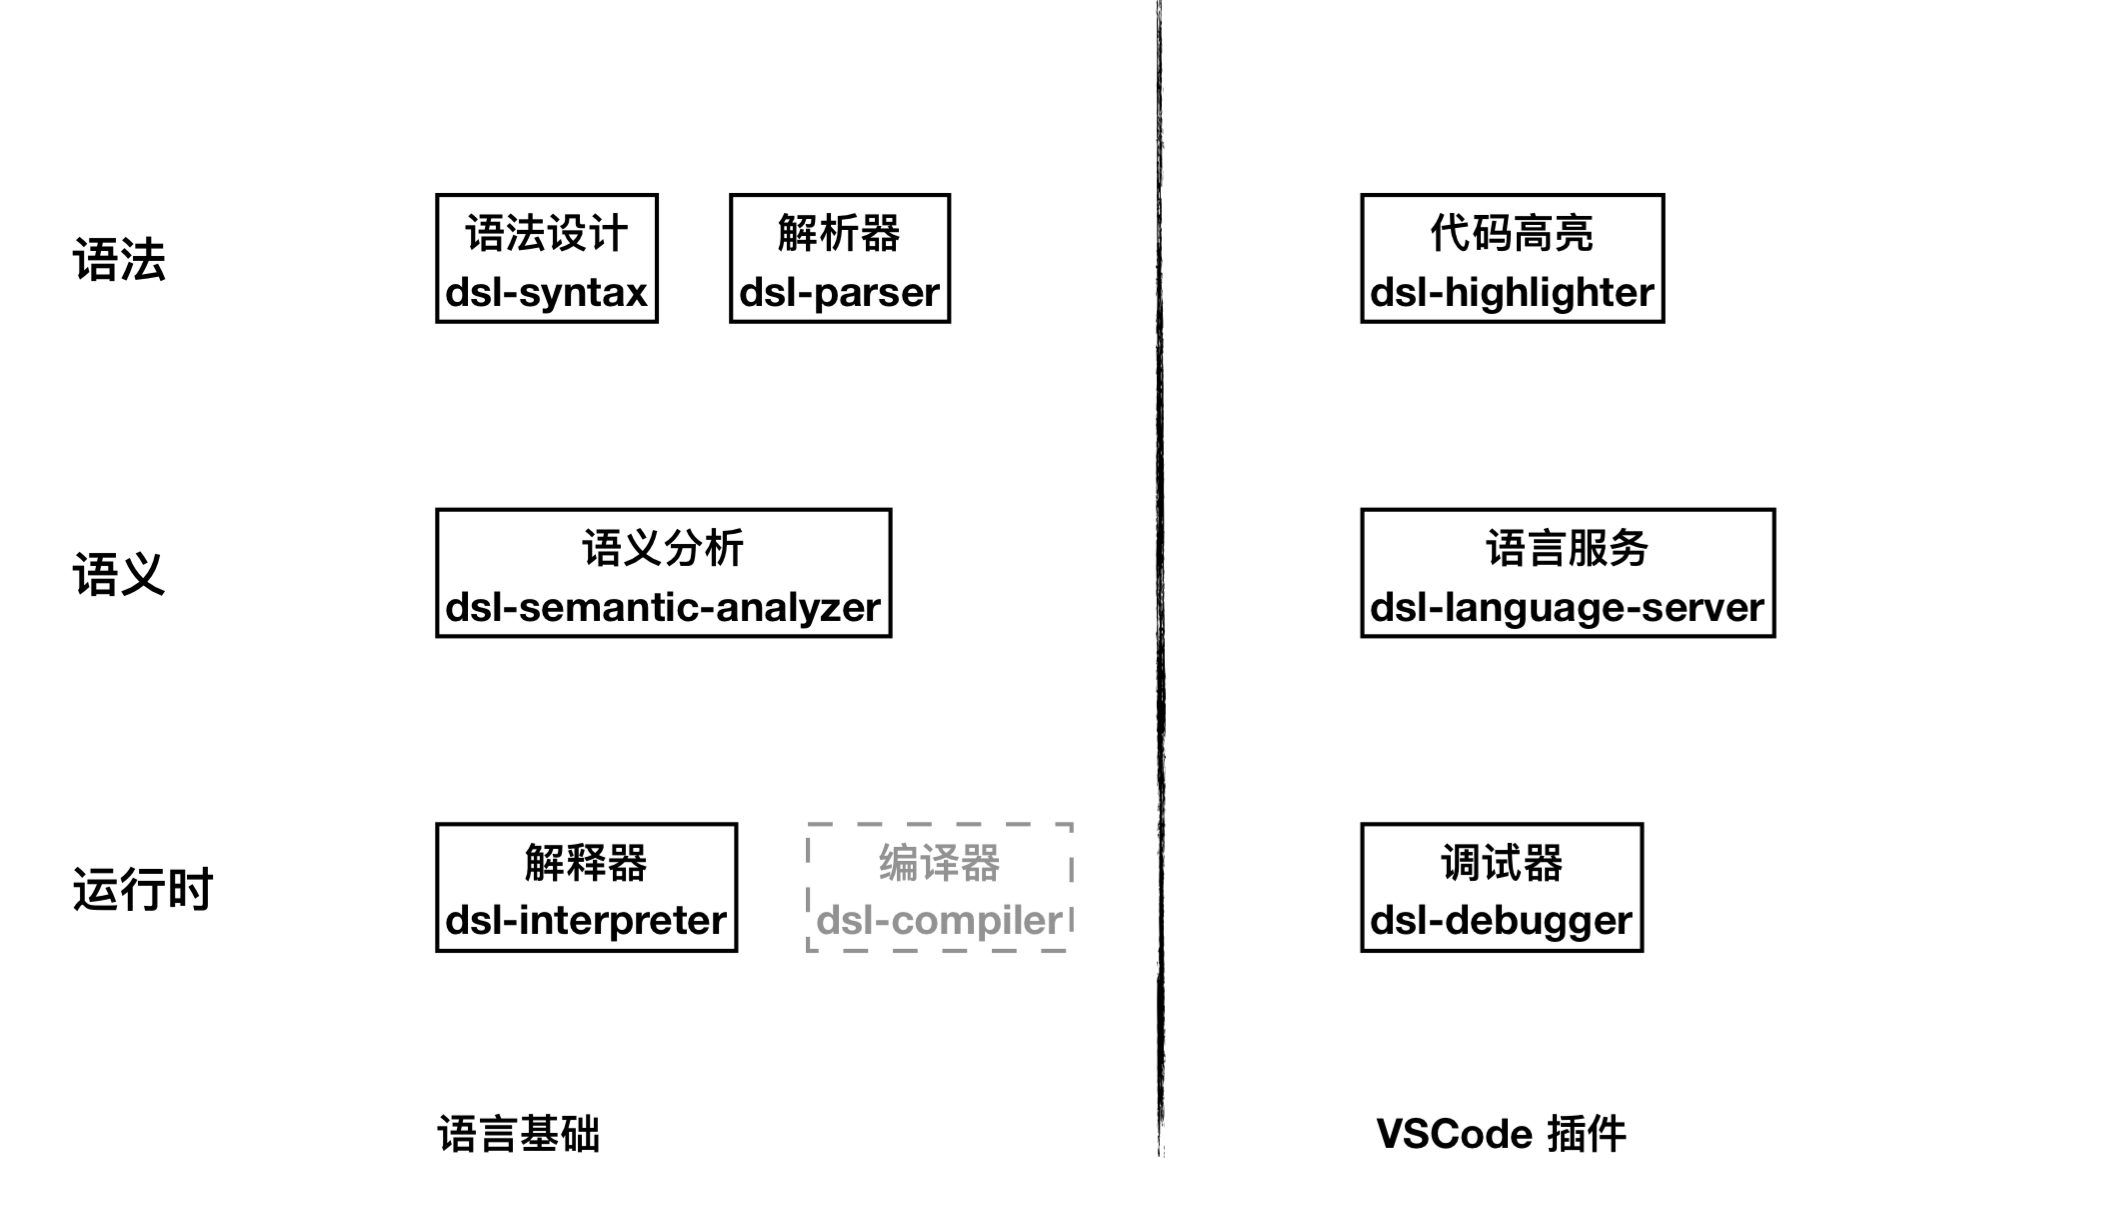 语法
语法设计
dsl-syntax
解析器
dsl-parser
代码高亮
dsl-highlighter
语义
语义分析
dsl-semantic-analyzer
语言服务
dsl-language-server
运行时
解释器
dsl-interpreter
编译器
dsl-compiler
调试器
dsl-debugger
语言基础
VSCode 插件